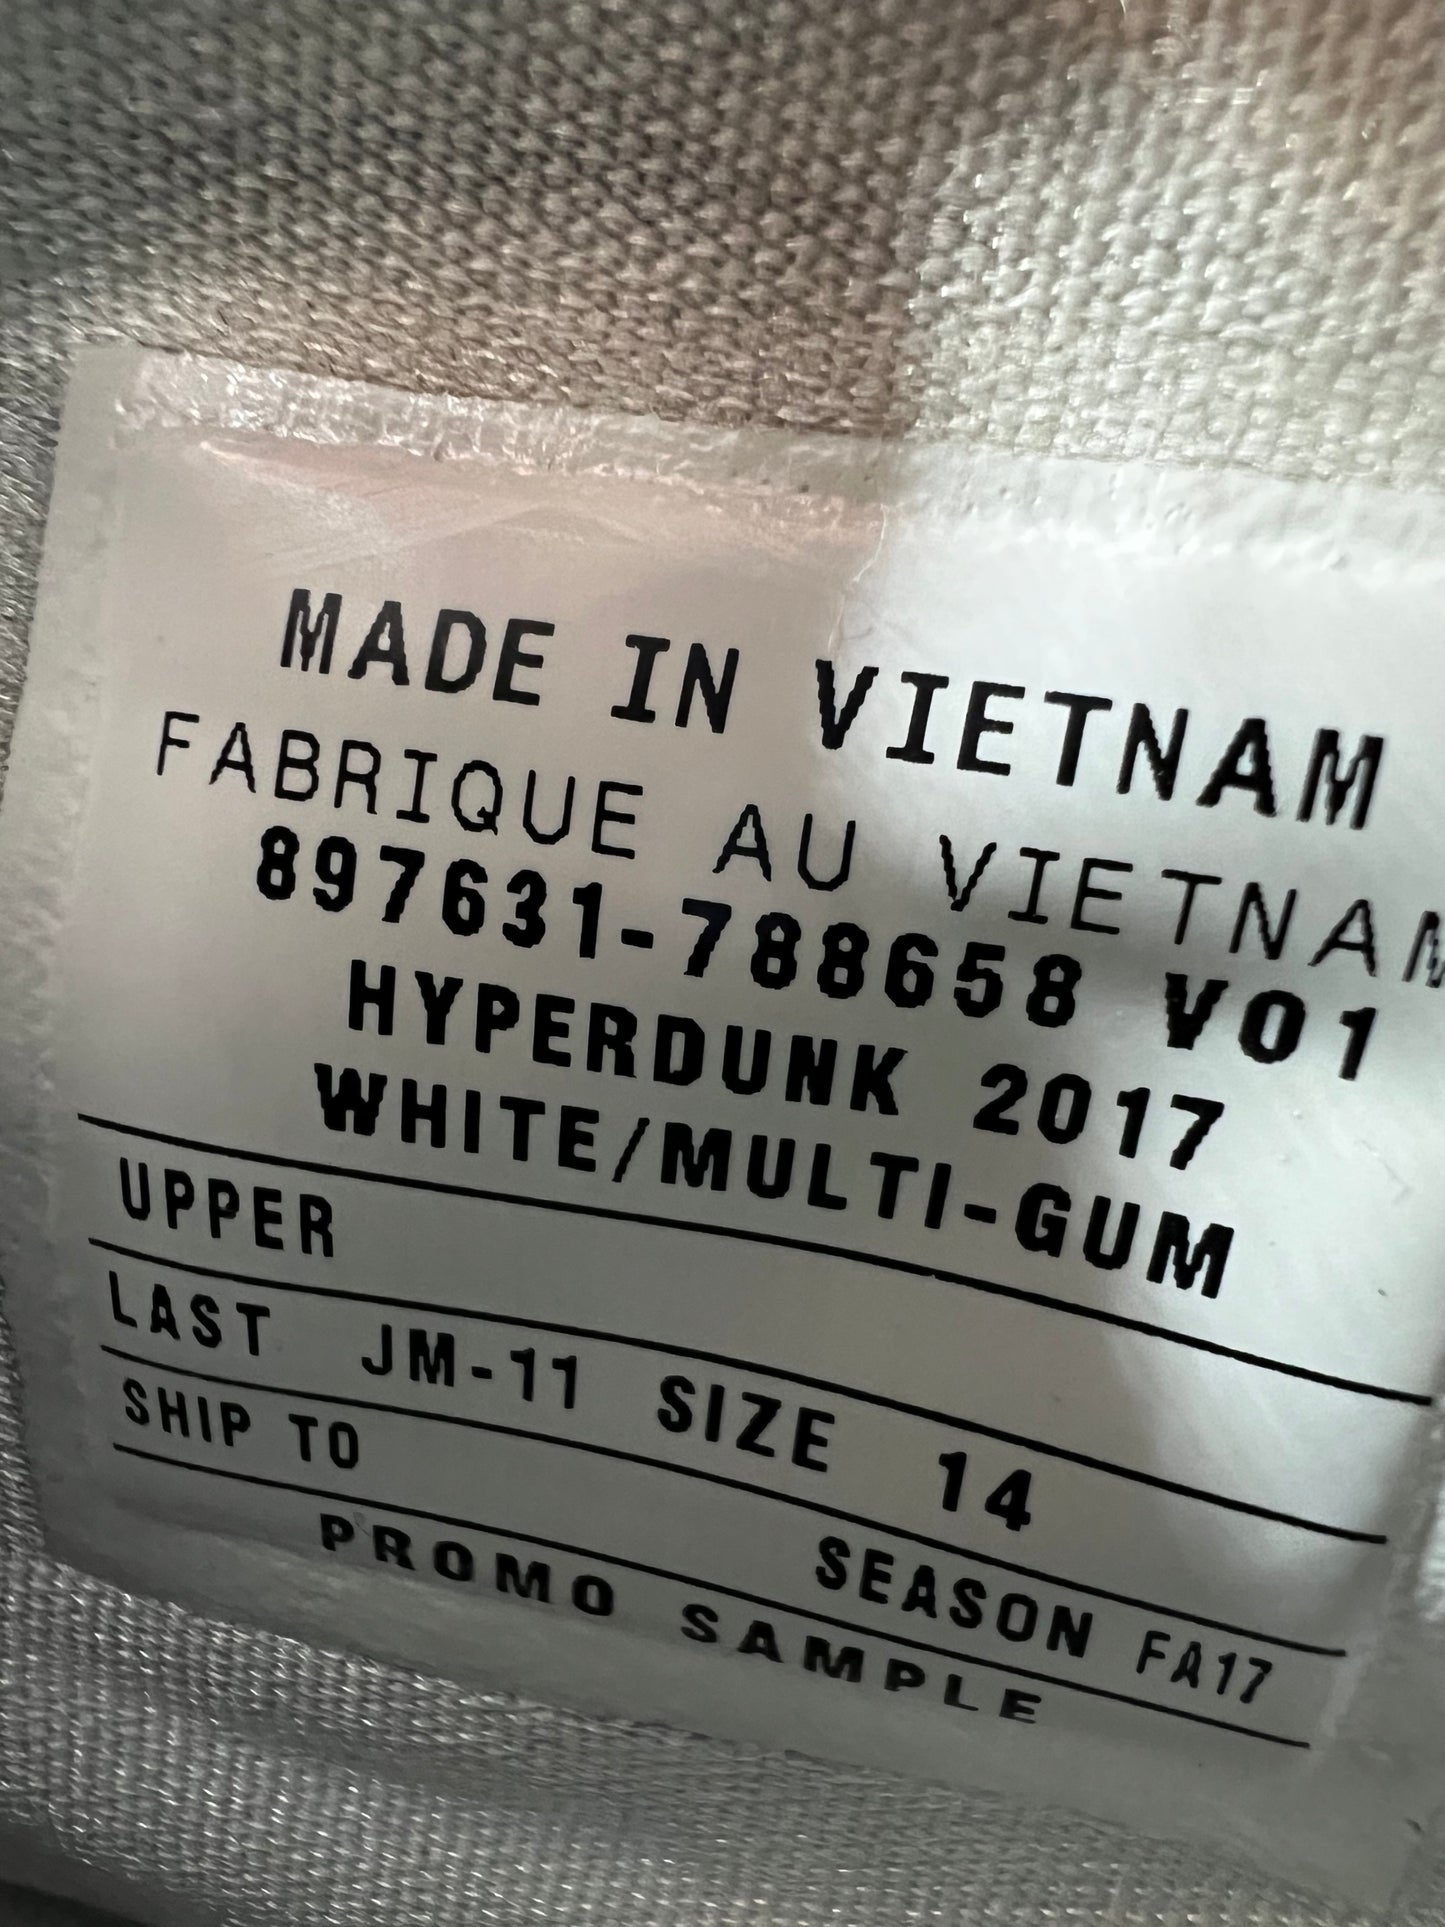 MADE IN VIETNAM
FABRIQUE AU VIETNAM
897631-788658 V01
HYPERDUNK 2017
WHITE/MULTI-GUM
UPPER
LAST JM-11 SIZE 14
SHIP TO SEASON FA17
PROMO SAMPLE